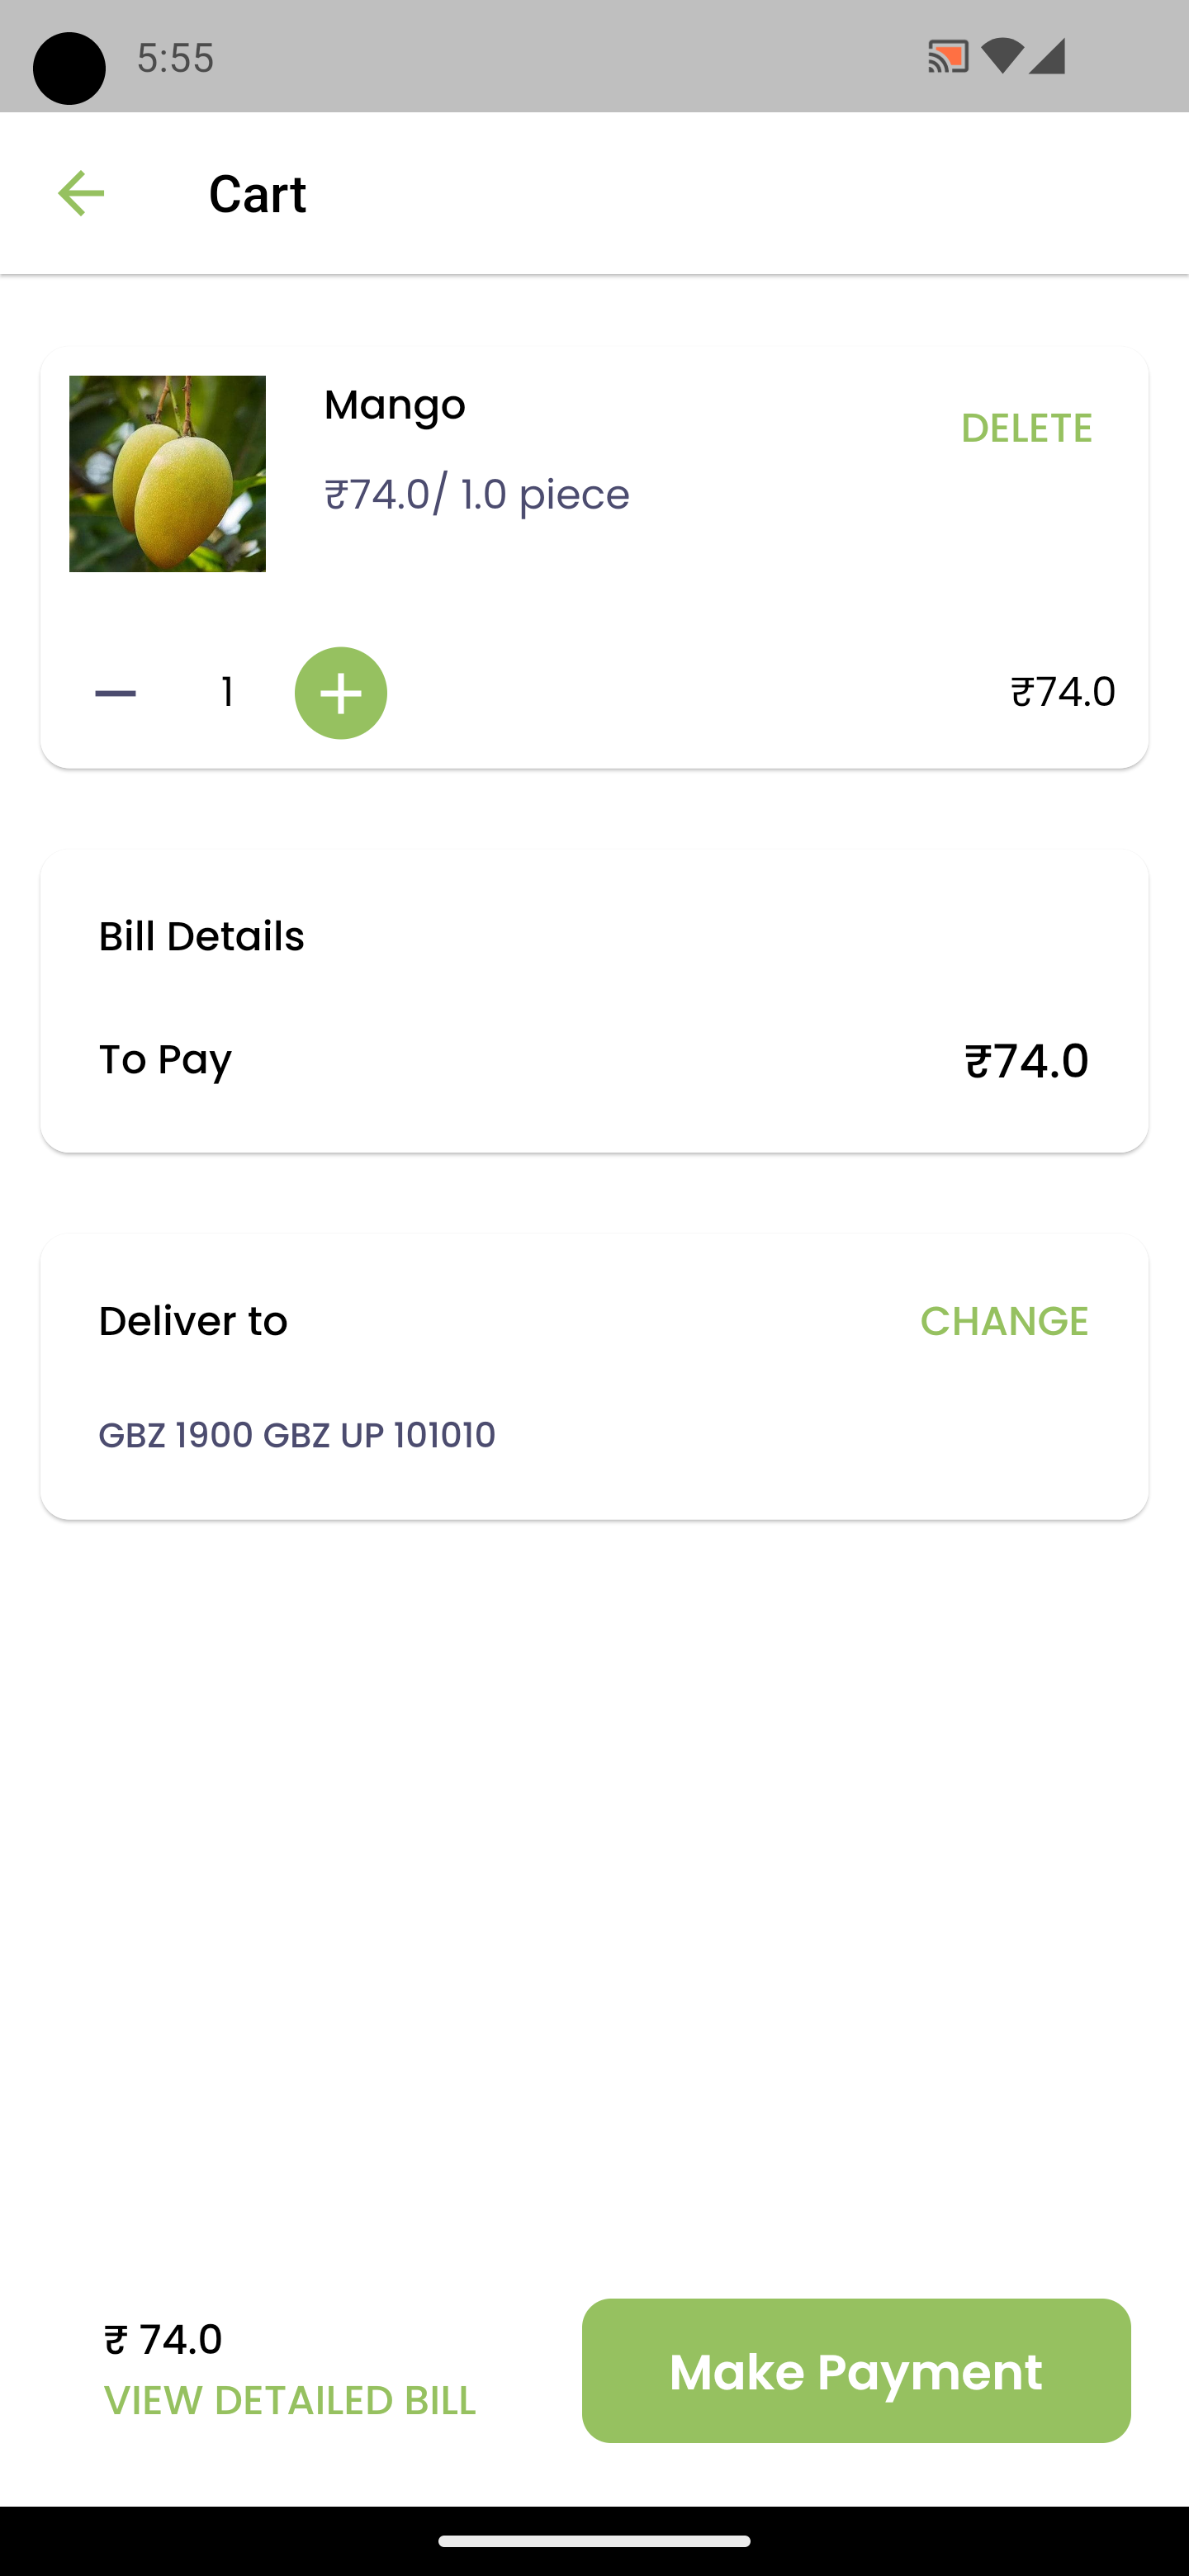 5:55
Cart
Mango
DELETE
₹74.0/ 1.0 piece
1
₹74.0
Bill Details
To Pay
₹74.0
Deliver to
CHANGE
GBZ 1900 GBZ UP 101010
₹ 74.0
VIEW DETAILED BILL
Make Payment